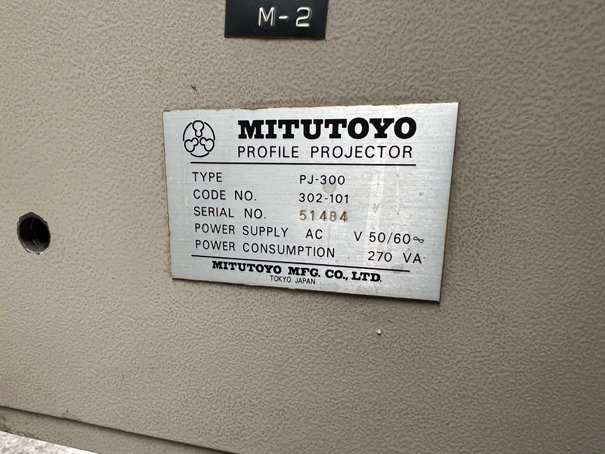 M-2
MITUTOYO
PROFILE PROJECTOR
TYPE PJ-300
CODE NO. 302-101
SERIAL NO. 51484
POWER SUPPLY AC V 50/60~
POWER CONSUMPTION 270 VA
MITUTOYO MFG. CO., LTD.
TOKYO JAPAN